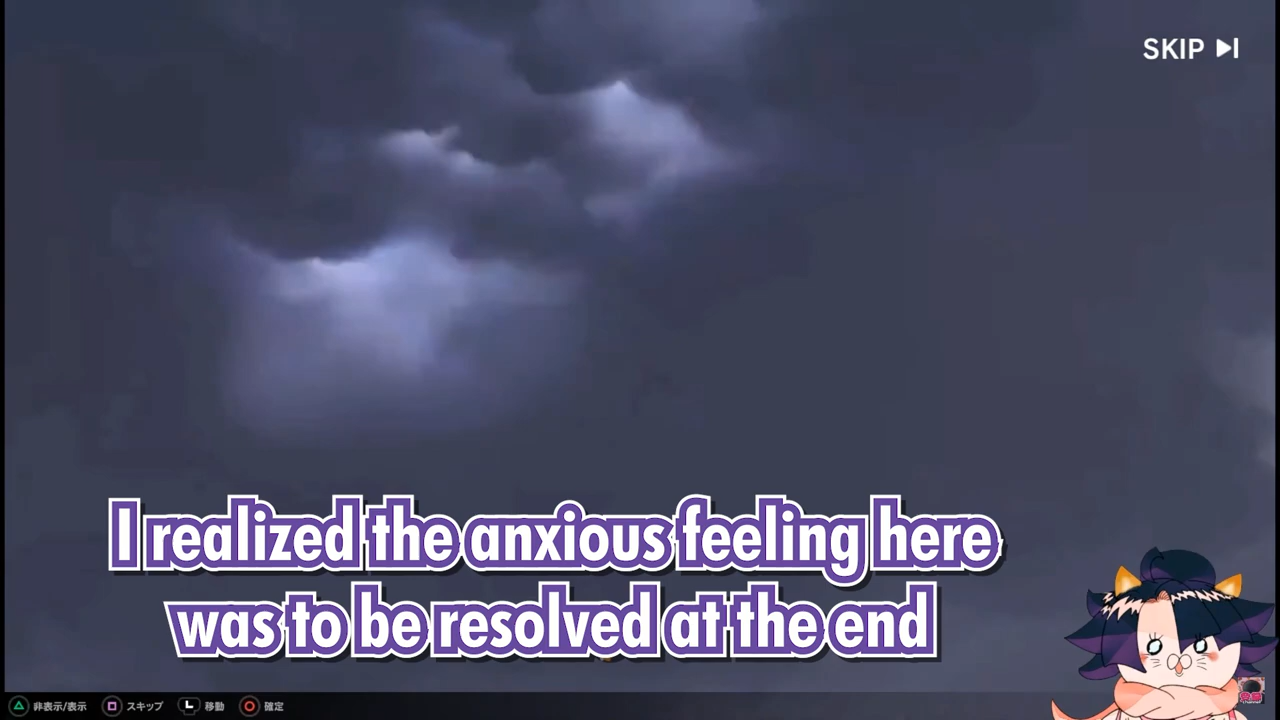 SKIP
I realized the anxious feeling here
was to be resolved at the end
非表示/表示 スキップ L 移動 確定